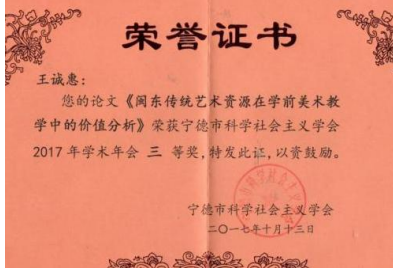 荣誉证书
王诚惠：
您的论文《闽东传统艺术资源在学前美术教
学中的价值分析》荣获宁德市科学社会主义学会
2017年学术年会 三 等奖，特发此证，以资鼓励。
宁德市科学社会主义学会
二〇一七年十月十三日